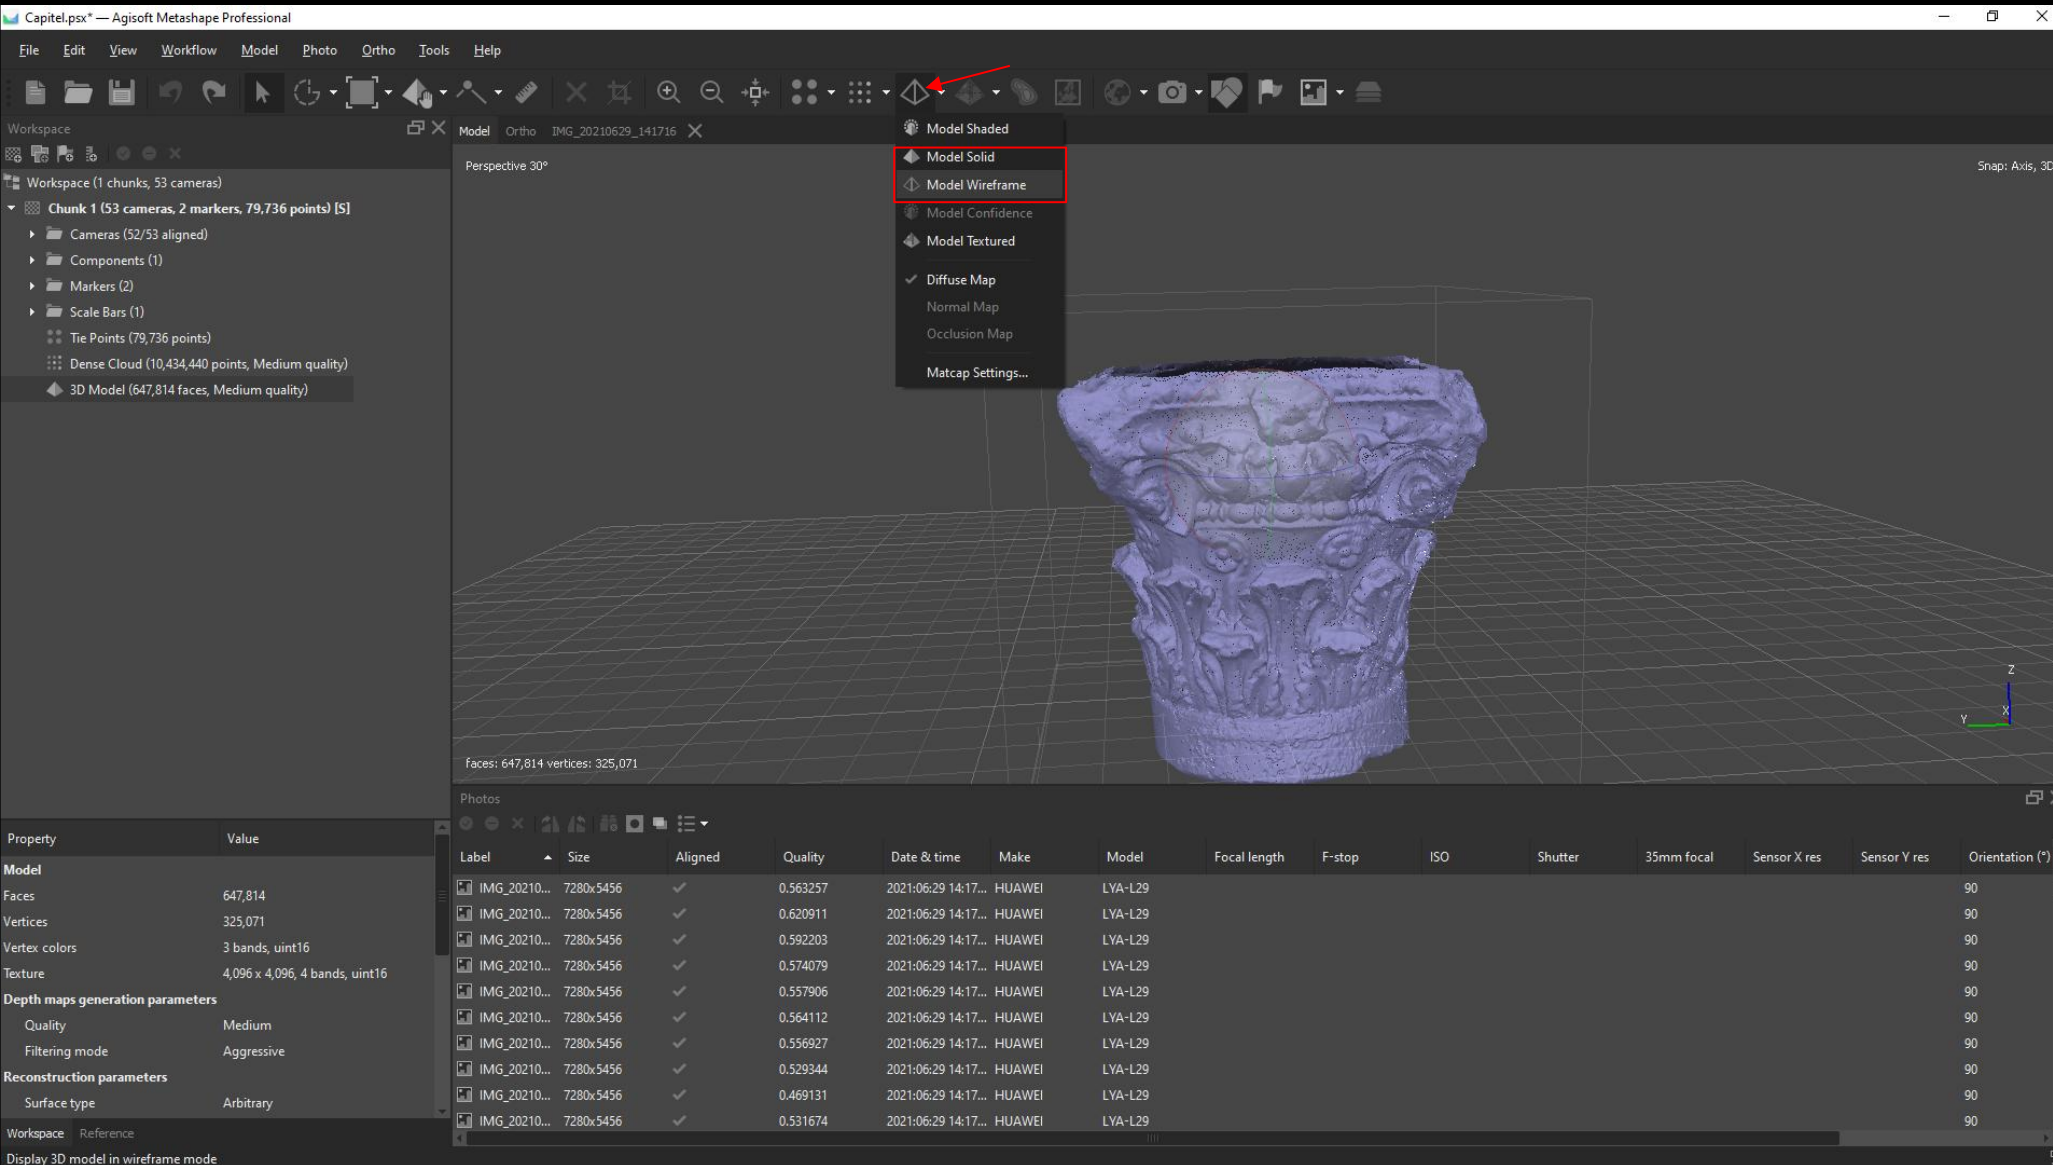 Capitel.psx* — Agisoft Metashape Professional
File Edit View Workflow Model Photo Ortho Tools Help
Workspace
Model Ortho IMG_20210629_141716
Perspective 30°
Snap: Axis, 3D
Workspace (1 chunks, 53 cameras)
Chunk 1 (53 cameras, 2 markers, 79,736 points) [S]
Cameras (52/53 aligned)
Components (1)
Markers (2)
Scale Bars (1)
Tie Points (79,736 points)
Dense Cloud (10,434,440 points, Medium quality)
3D Model (647,814 faces, Medium quality)
Model Shaded
Model Solid
Model Wireframe
Model Confidence
Model Textured
Diffuse Map
Normal Map
Occlusion Map
Matcap Settings...
Z
X
Y
faces: 647,814 vertices: 325,071
Property Value
Model
Faces 647,814
Vertices 325,071
Vertex colors 3 bands, uint16
Texture 4,096 x 4,096, 4 bands, uint16
Depth maps generation parameters
Quality Medium
Filtering mode Aggressive
Reconstruction parameters
Surface type Arbitrary
Workspace Reference
Display 3D model in wireframe mode
Photos
Label Size Aligned Quality Date & time Make Model Focal length F-stop ISO Shutter 35mm focal Sensor X res Sensor Y res Orientation (°)
IMG_20210... 7280x5456 0.563257 2021:06:29 14:17... HUAWEI LYA-L29 90
IMG_20210... 7280x5456 0.620911 2021:06:29 14:17... HUAWEI LYA-L29 90
IMG_20210... 7280x5456 0.592203 2021:06:29 14:17... HUAWEI LYA-L29 90
IMG_20210... 7280x5456 0.574079 2021:06:29 14:17... HUAWEI LYA-L29 90
IMG_20210... 7280x5456 0.557906 2021:06:29 14:17... HUAWEI LYA-L29 90
IMG_20210... 7280x5456 0.564112 2021:06:29 14:17... HUAWEI LYA-L29 90
IMG_20210... 7280x5456 0.556927 2021:06:29 14:17... HUAWEI LYA-L29 90
IMG_20210... 7280x5456 0.529344 2021:06:29 14:17... HUAWEI LYA-L29 90
IMG_20210... 7280x5456 0.469131 2021:06:29 14:17... HUAWEI LYA-L29 90
IMG_20210... 7280x5456 0.531674 2021:06:29 14:17... HUAWEI LYA-L29 90